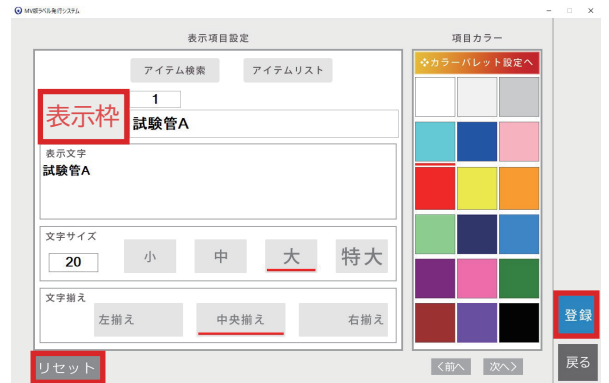 MV版ラベル発行システム
表示項目設定
項目カラー
アイテム検索
アイテムリスト
❖カラーパレット設定へ
1
表示枠
試験管A
表示文字
試験管A
文字サイズ
20
小
中
大
特大
文字揃え
左揃え
中央揃え
右揃え
登録
リセット
〈前へ
次へ〉
戻る